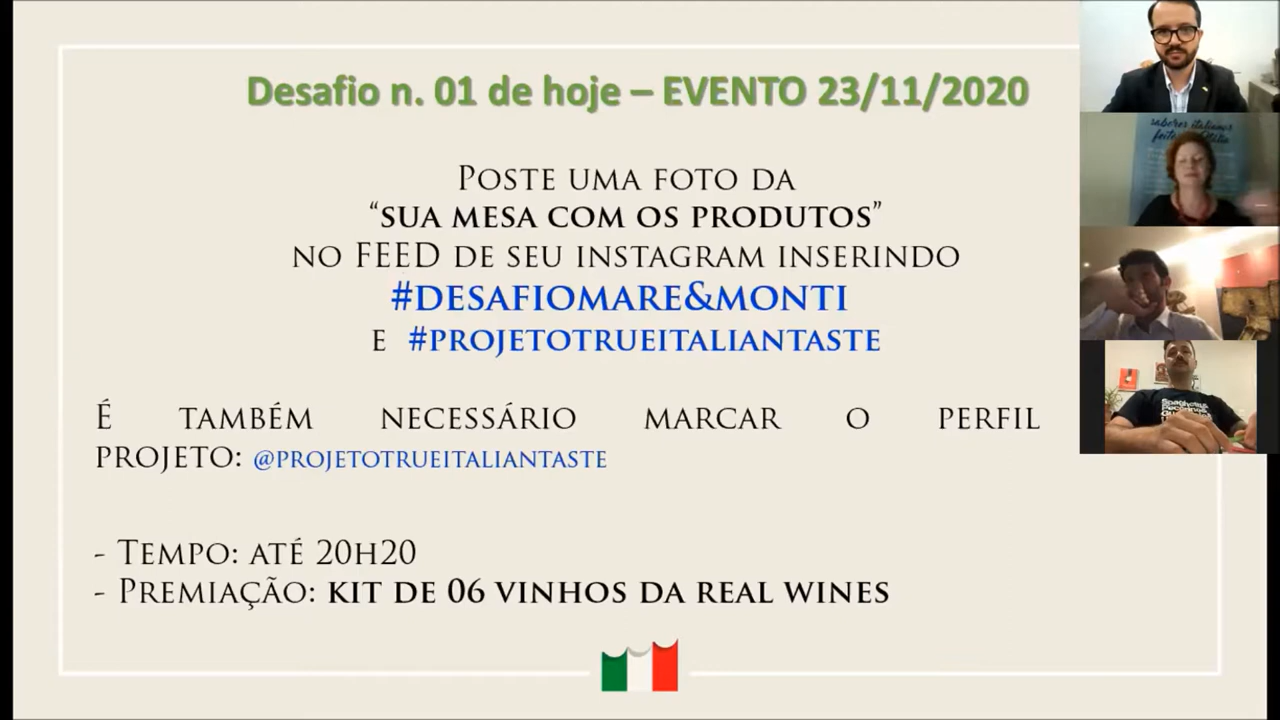 Desafio n. 01 de hoje – EVENTO 23/11/2020
POSTE UMA FOTO DA
“SUA MESA COM OS PRODUTOS”
NO FEED DE SEU INSTAGRAM INSERINDO
#DESAFIOMARE&MONTI
E #PROJETOTRUEITALIANTASTE
É TAMBÉM NECESSÁRIO MARCAR O PERFIL
PROJETO: @PROJETOTRUEITALIANTASTE
- TEMPO: ATÉ 20H20
- PREMIAÇÃO: KIT DE 06 VINHOS DA REAL WINES
sabores italianos